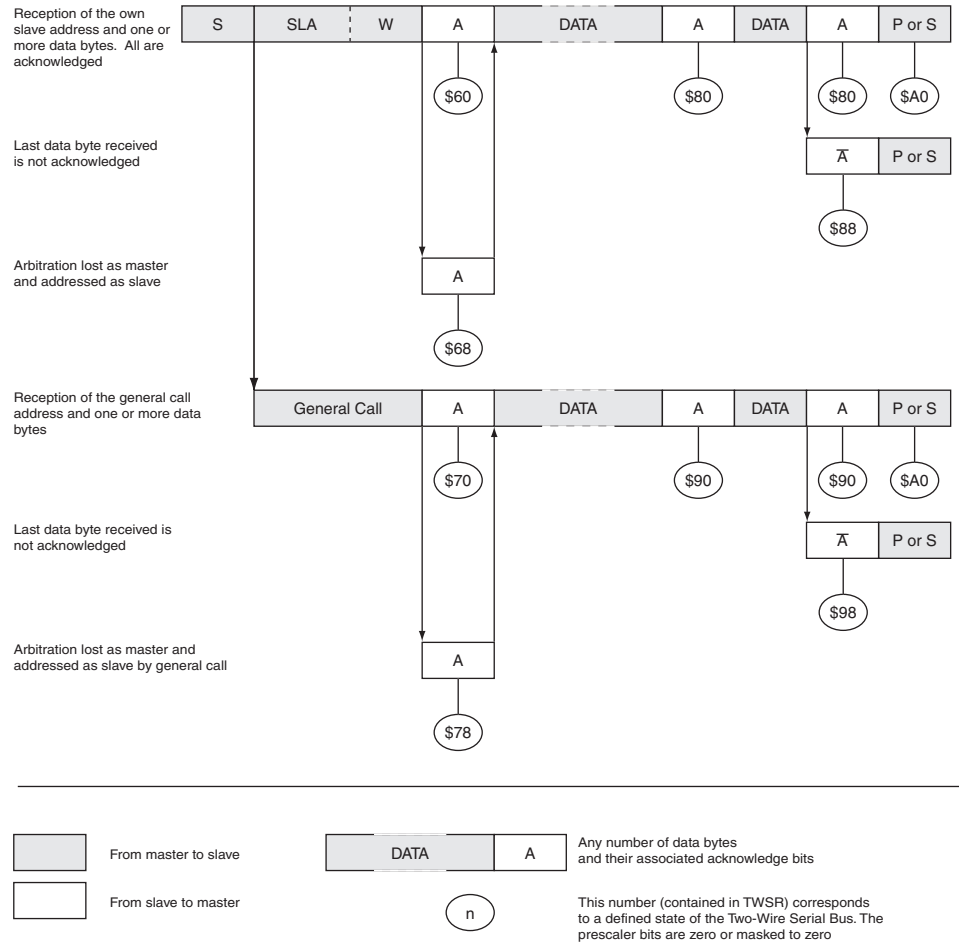 Reception of the own
slave address and one or
more data bytes. All are
acknowledged
S SLA W A DATA A DATA A P or S
$60 $80 $80 $A0
Last data byte received
is not acknowledged
A̅ P or S
$88
Arbitration lost as master
and addressed as slave
A
$68
Reception of the general call
address and one or more data
bytes
General Call A DATA A DATA A P or S
$70 $90 $90 $A0
Last data byte received is
not acknowledged
A̅ P or S
$98
Arbitration lost as master and
addressed as slave by general call
A
$78
From master to slave
DATA A
Any number of data bytes
and their associated acknowledge bits
From slave to master
n
This number (contained in TWSR) corresponds
to a defined state of the Two-Wire Serial Bus. The
prescaler bits are zero or masked to zero